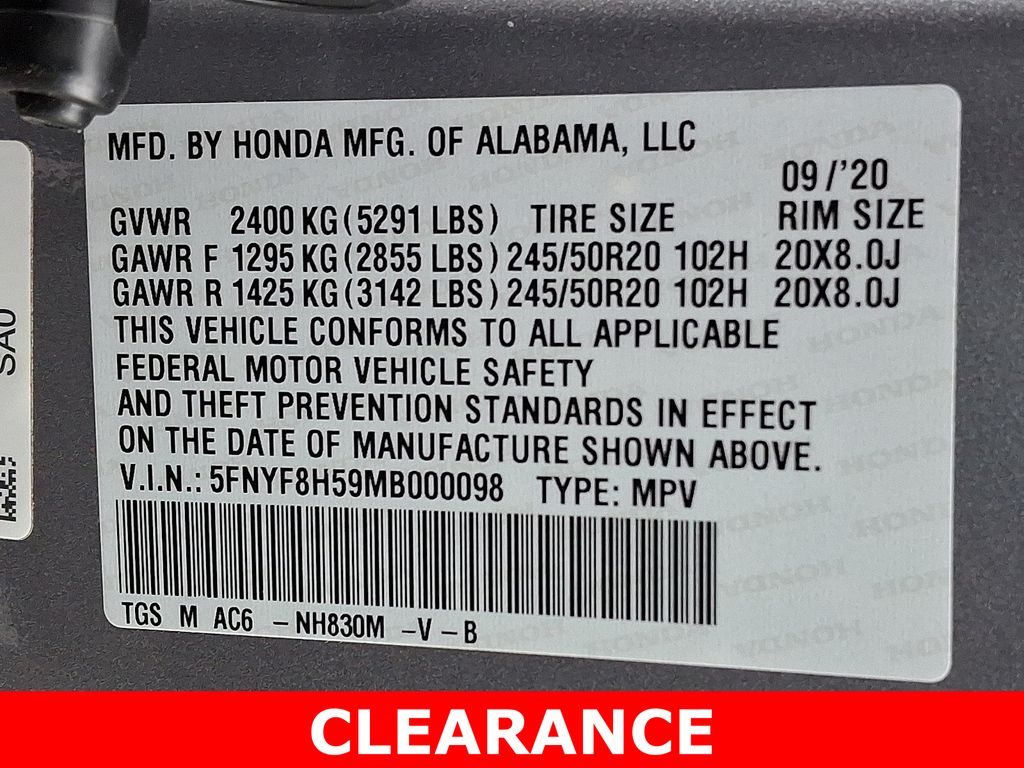 MFD. BY HONDA MFG. OF ALABAMA, LLC
09/'20
GVWR 2400 KG (5291 LBS) TIRE SIZE RIM SIZE
GAWR F 1295 KG (2855 LBS) 245/50R20 102H 20X8.0J
GAWR R 1425 KG (3142 LBS) 245/50R20 102H 20X8.0J
THIS VEHICLE CONFORMS TO ALL APPLICABLE
FEDERAL MOTOR VEHICLE SAFETY
AND THEFT PREVENTION STANDARDS IN EFFECT
ON THE DATE OF MANUFACTURE SHOWN ABOVE.
V.I.N.: 5FNYF8H59MB000098 TYPE: MPV
TGS M AC6 -NH830M -V-B
CLEARANCE